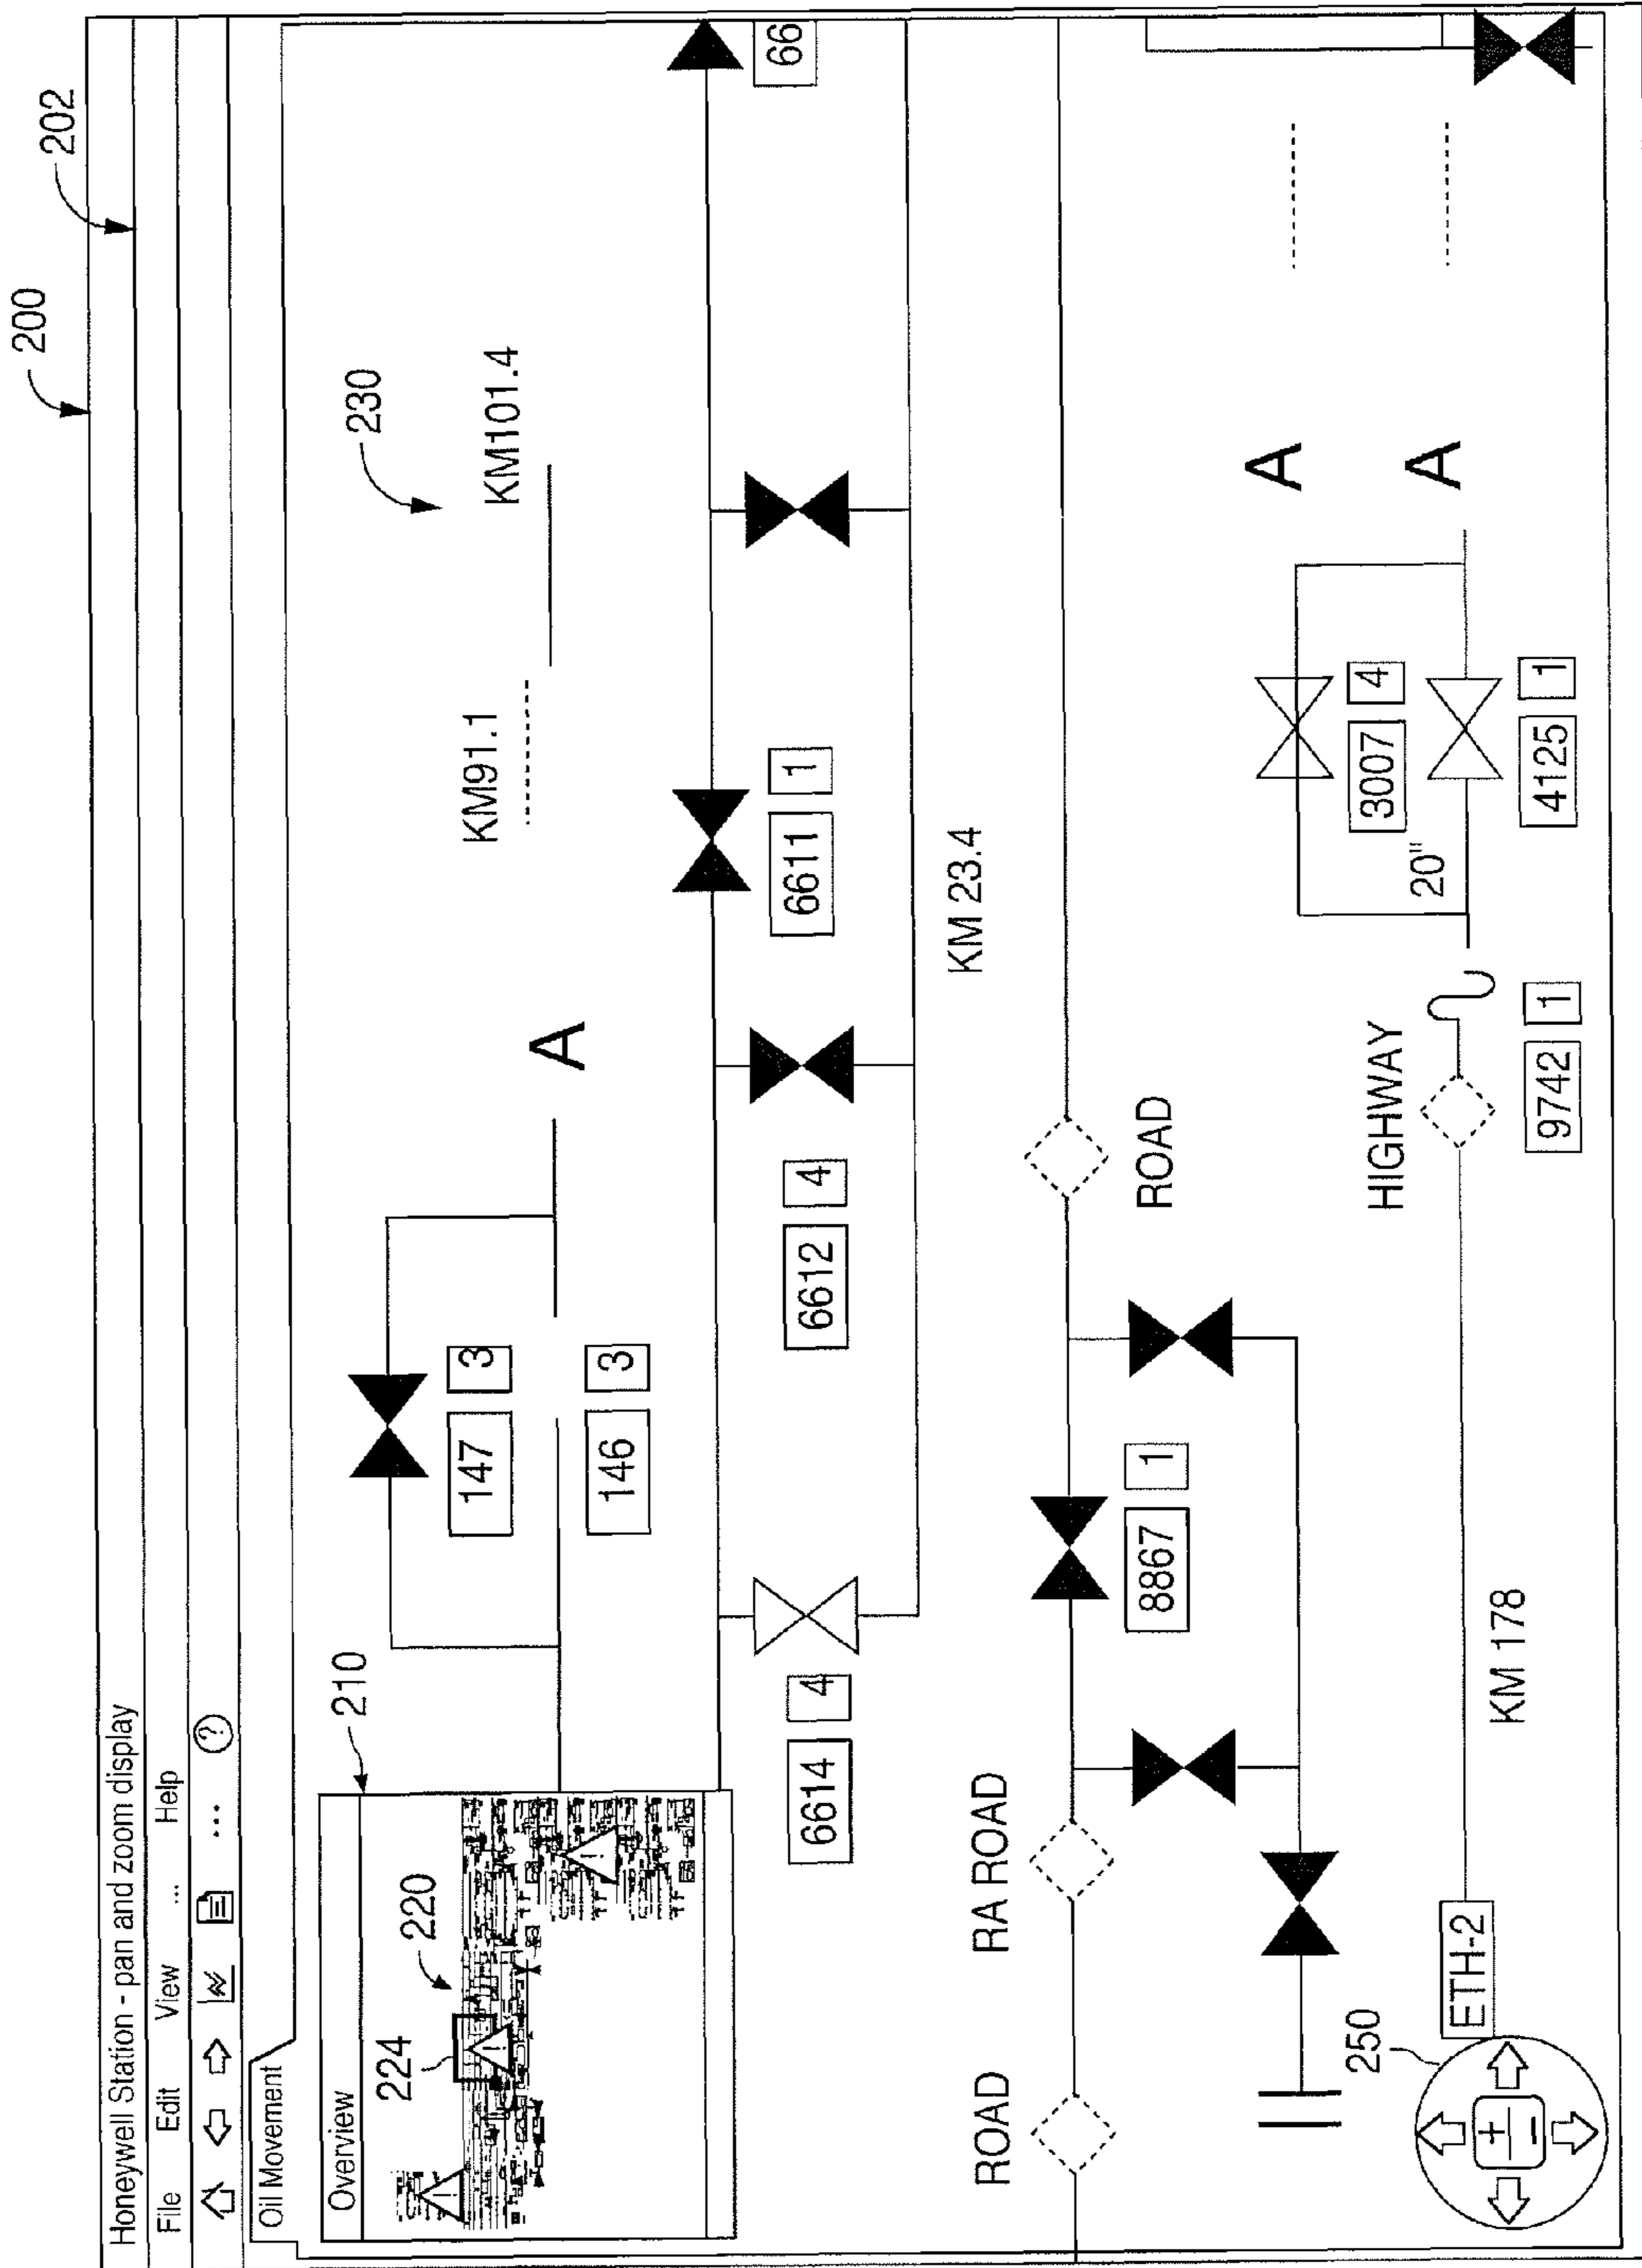 200
202
Honeywell Station - pan and zoom display
File Edit View ... Help
... ?
Oil Movement
Overview
210
220
224
230
KM91.1
KM101.4
147 3
A
146 3
66
6611 1
6612 4
6614 4
KM 23.4
ROAD
RA ROAD
ROAD
8867 1
A
3007 4
HIGHWAY
20"
A
9742 1
4125 1
250
ETH-2
KM 178
+
−